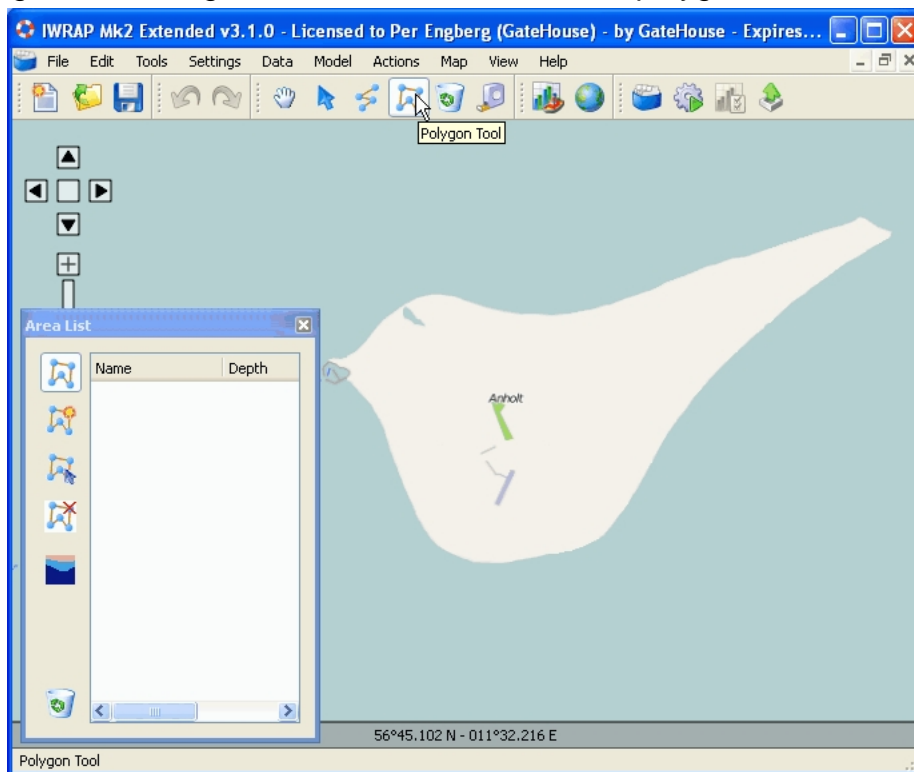 IWRAP Mk2 Extended v3.1.0 - Licensed to Per Engberg (GateHouse) - by GateHouse - Expires...
File Edit Tools Settings Data Model Actions Map View Help
Polygon Tool
Area List
Name Depth
Anholt
56°45.102 N - 011°32.216 E
Polygon Tool